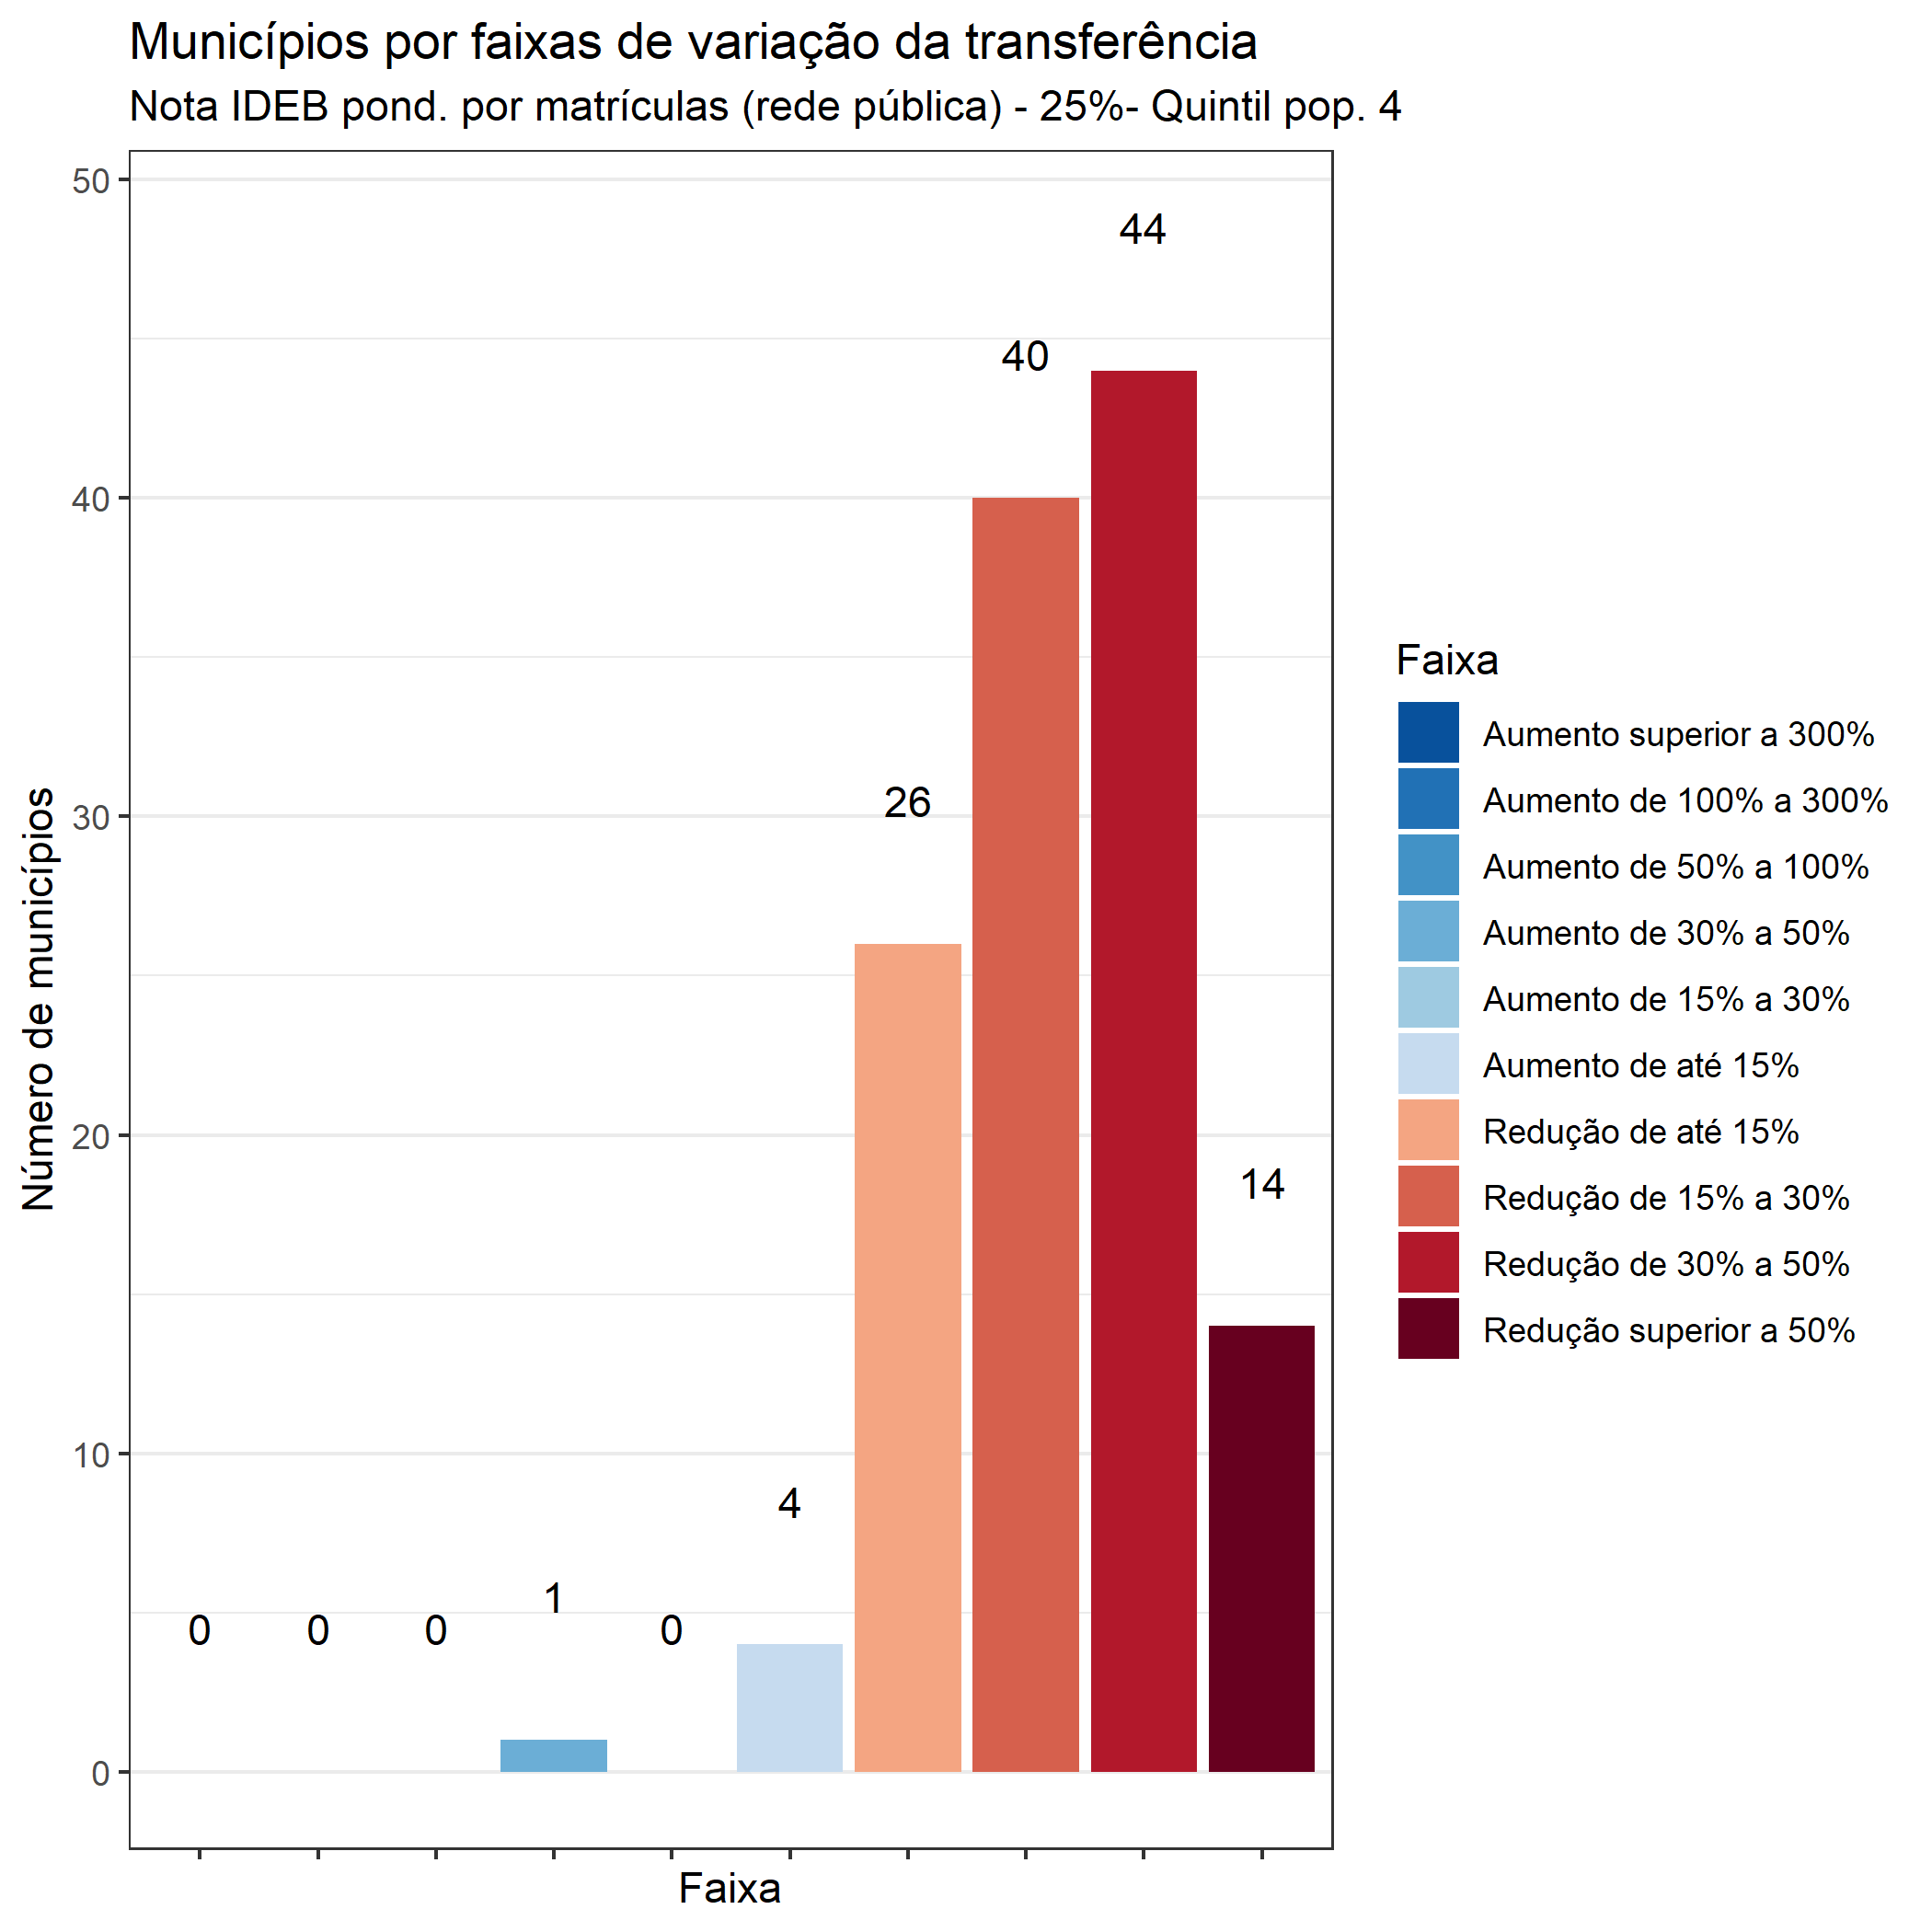 Municípios por faixas de variação da transferência
Nota IDEB pond. por matrículas (rede pública) - 25%- Quintil pop. 4
Número de municípios
50
40
30
20
10
0
0
0
0
1
0
4
26
40
44
14
Faixa
Faixa
Aumento superior a 300%
Aumento de 100% a 300%
Aumento de 50% a 100%
Aumento de 30% a 50%
Aumento de 15% a 30%
Aumento de até 15%
Redução de até 15%
Redução de 15% a 30%
Redução de 30% a 50%
Redução superior a 50%